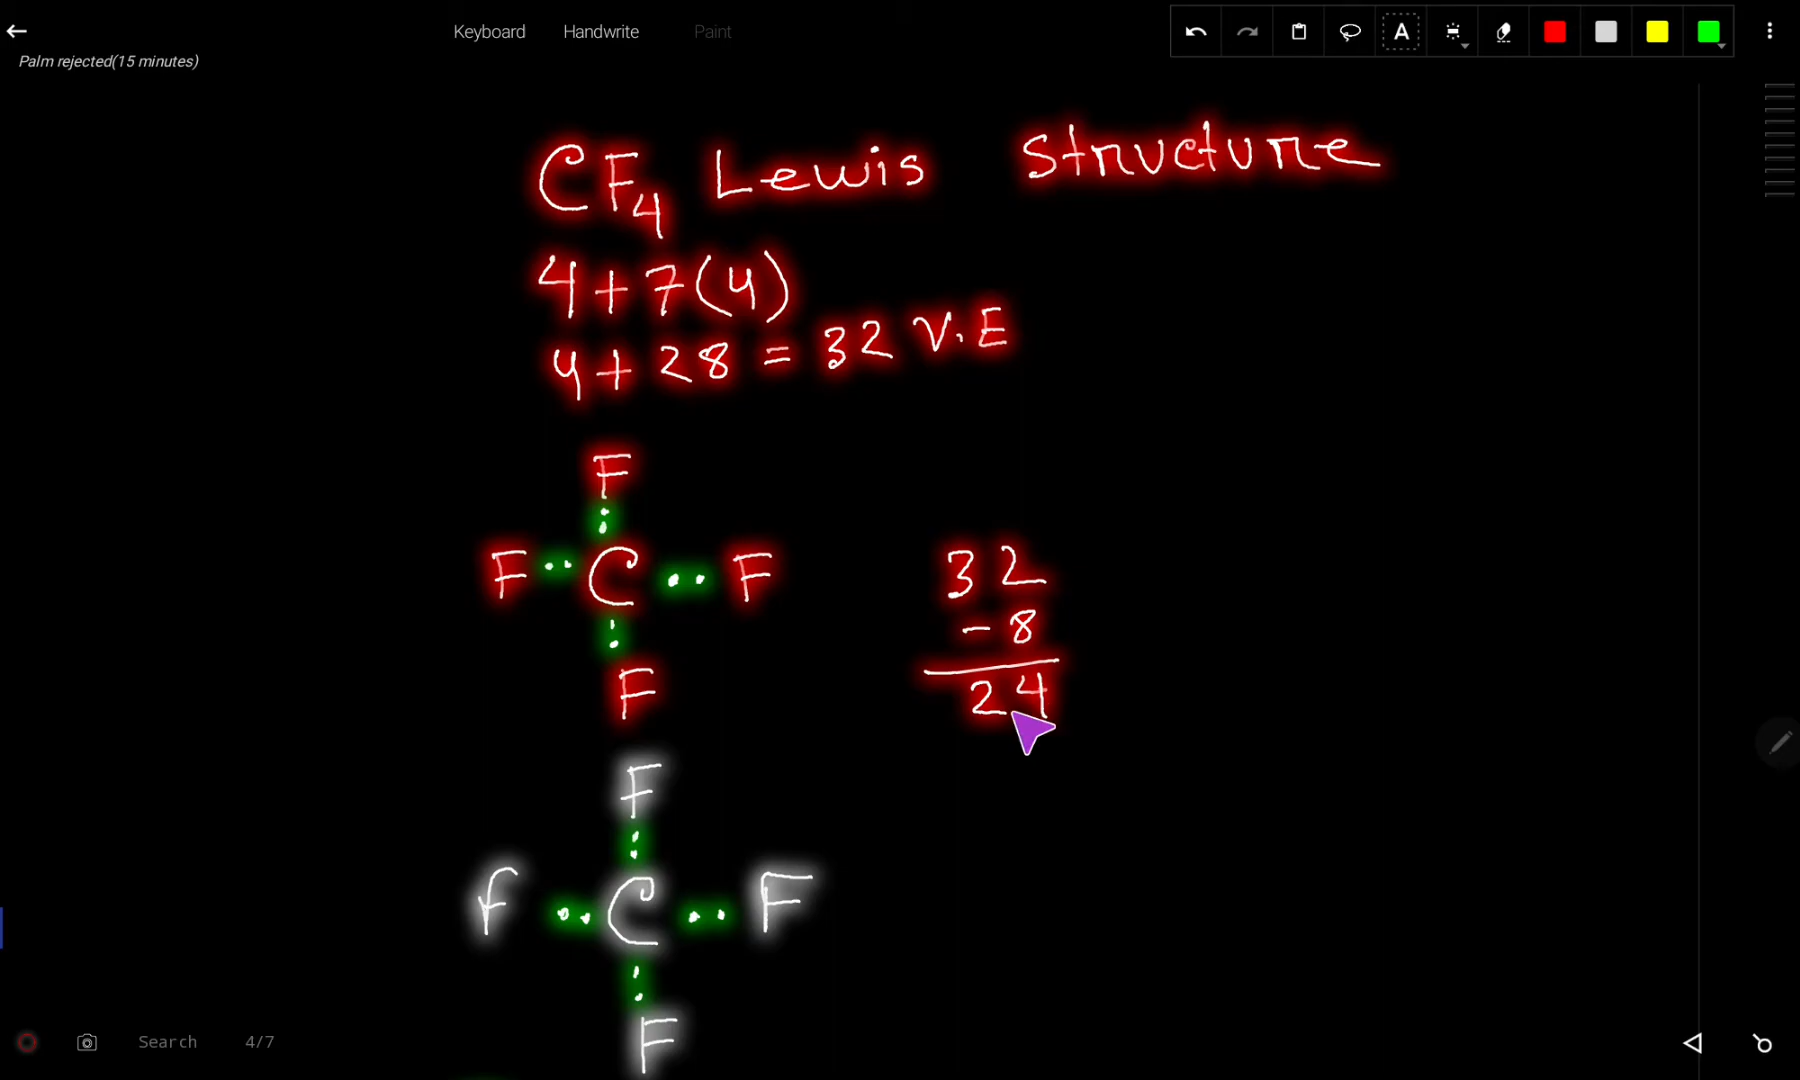 Keyboard Handwrite Paint
A
Palm rejected(15 minutes)
CF4 Lewis Structure
4+7(4)
4+28 = 32 V.E
F
F··C··F
F
32
-8
24
F
F··C··F
F
Search 4/7